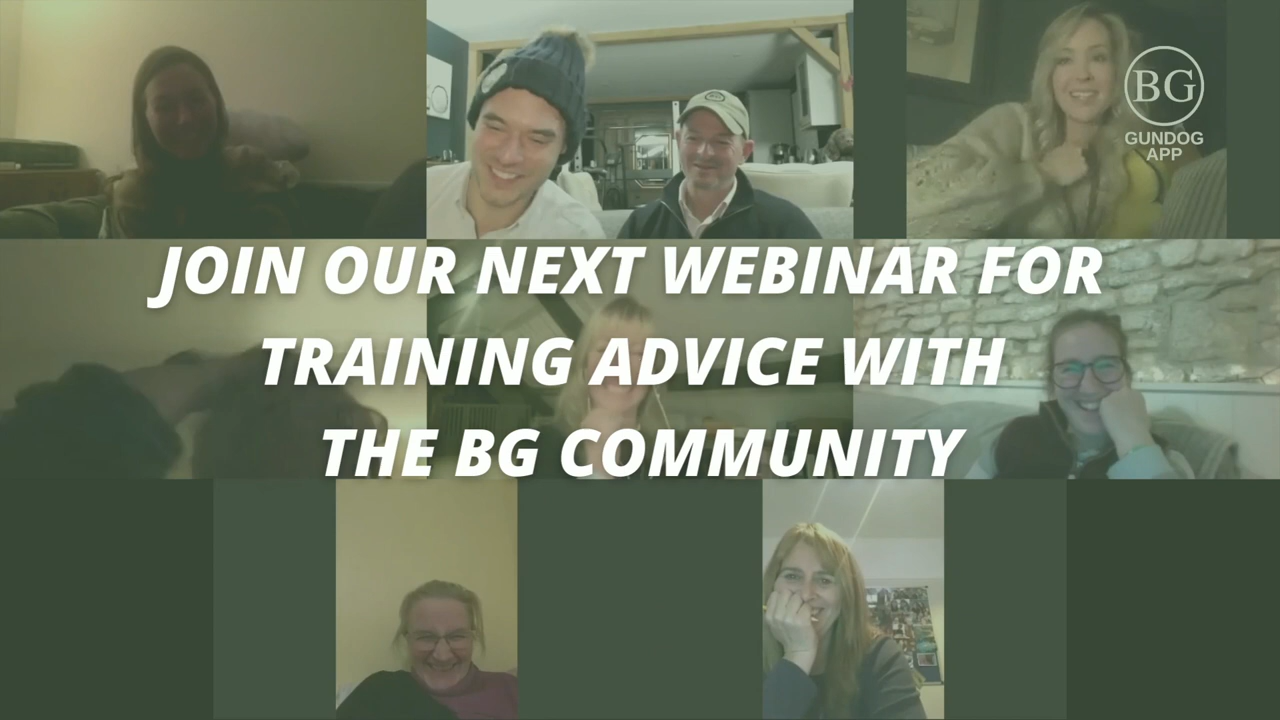 BG
GUNDOG
APP
JOIN OUR NEXT WEBINAR FOR
TRAINING ADVICE WITH
THE BG COMMUNITY